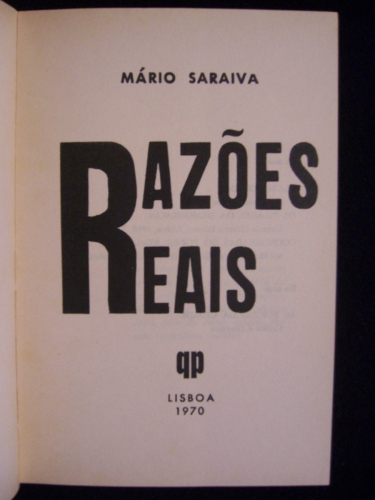 MÁRIO SARAIVA
RAZÕES
REAIS
qp
LISBOA
1970